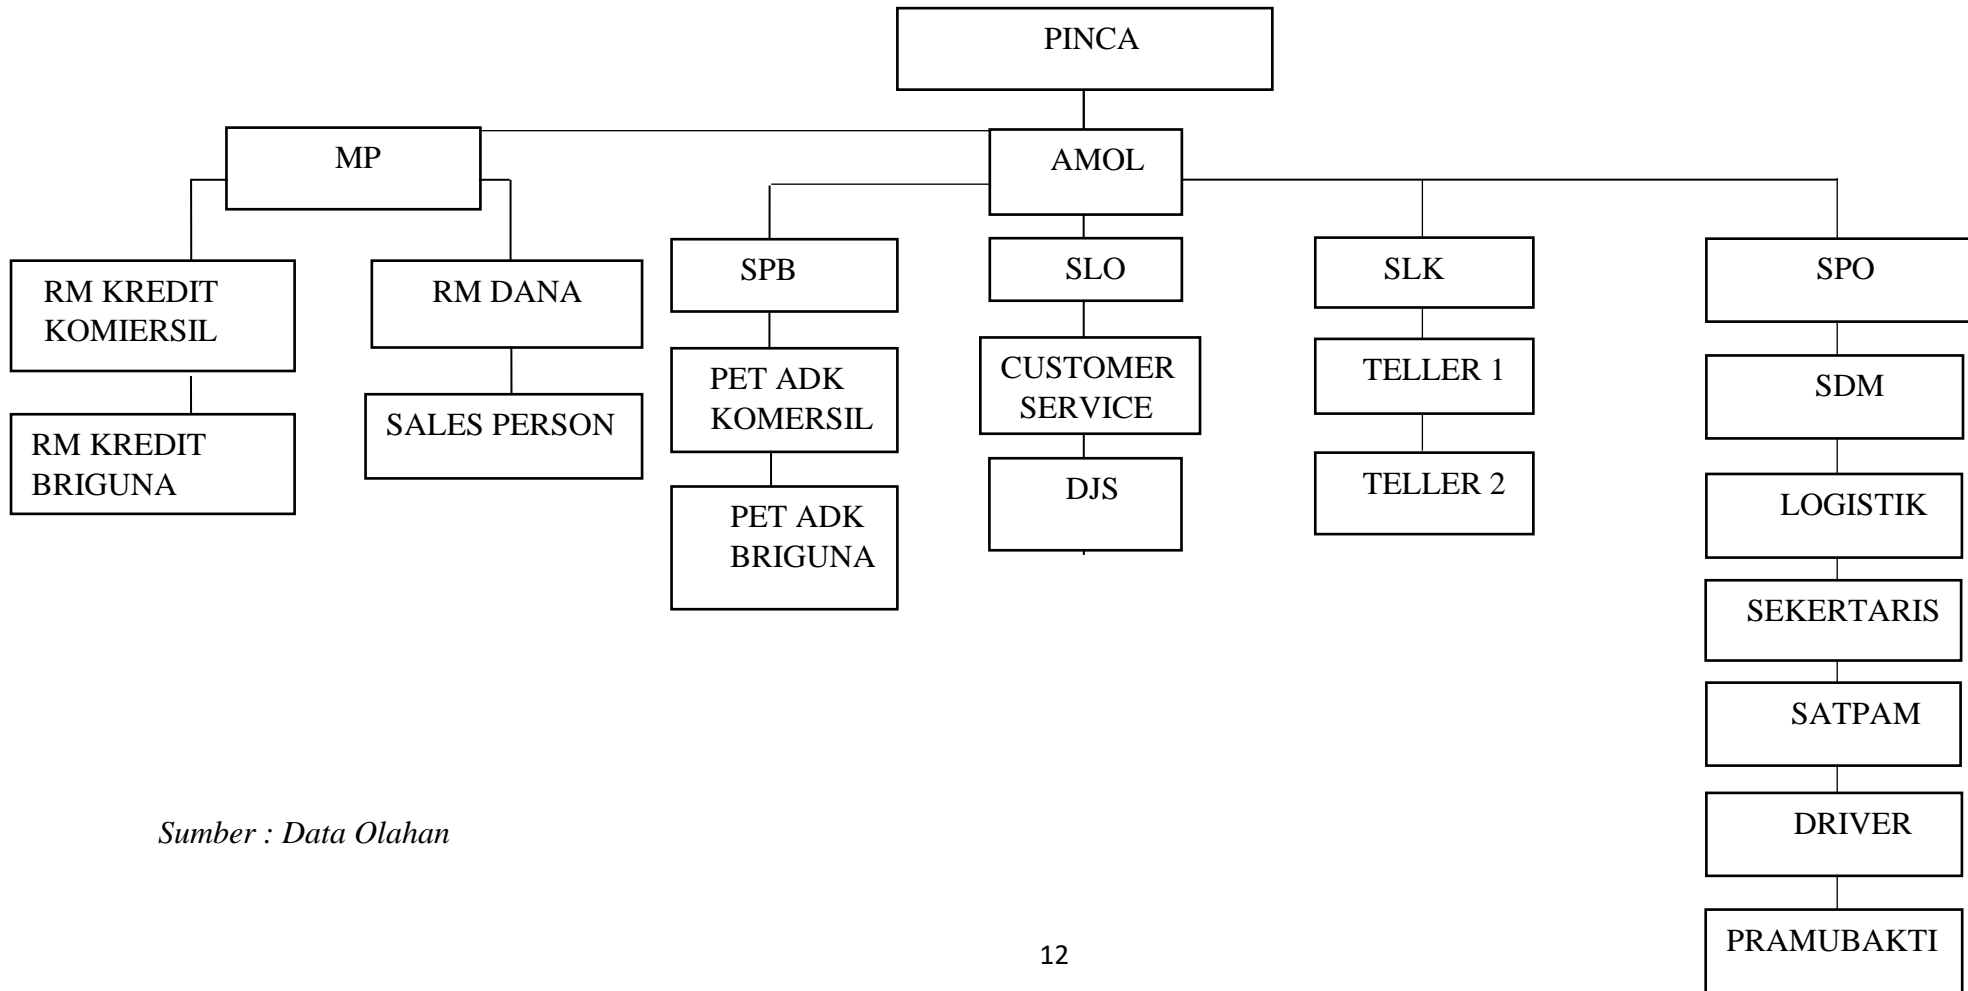 PINCA
MP
AMOL
SPB
SLO
SLK
SPO
RM KREDIT
KOMIERSIL
RM DANA
CUSTOMER
SERVICE
TELLER 1
SDM
PET ADK
KOMERSIL
SALES PERSON
RM KREDIT
BRIGUNA
DJS
TELLER 2
LOGISTIK
PET ADK
BRIGUNA
SEKERTARIS
SATPAM
DRIVER
Sumber : Data Olahan
PRAMUBAKTI
12